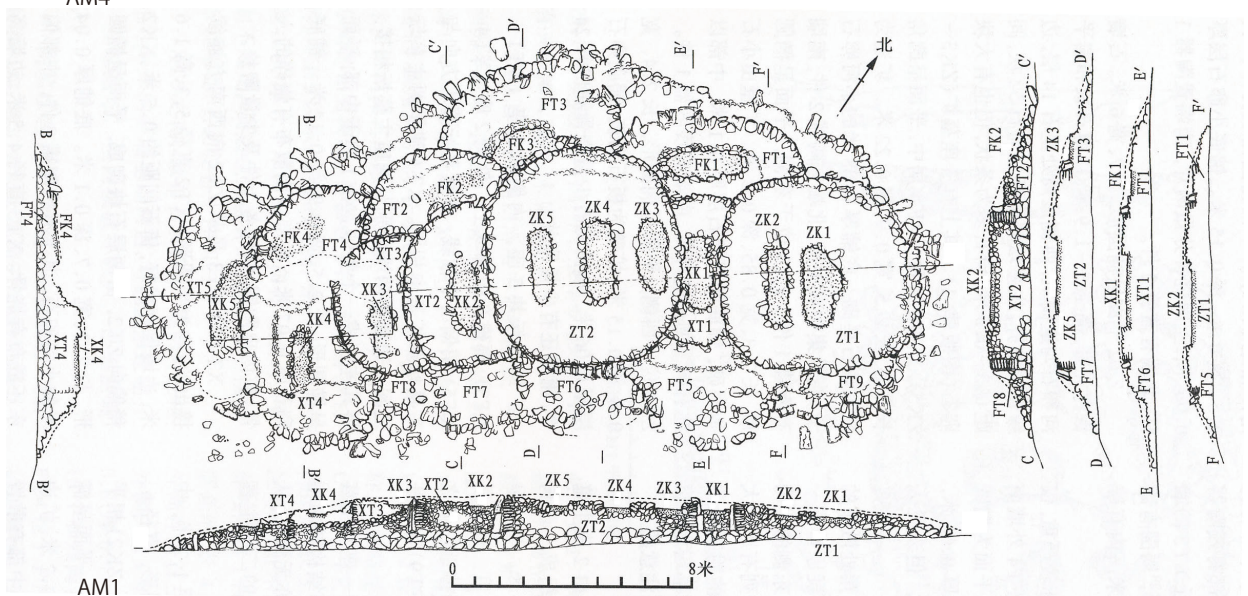 AM4
C'
D'
E'
F'
北
B
FT3
FK3
FK1
FT1
FK2
FT2
FK4
FT4
XT3
ZK5
ZK4
ZK3
ZK2
ZK1
XK1
XT5
XK5
XK3
XT2
XK2
XK4
XT1
ZT2
ZT1
XT4
FT8
FT7
FT6
FT5
FT9
B'
C
D
E
F
B
FT4
FK4
XT4
XK4
B'
C'
FK2
FT2
XK2
XT2
FT8
C
D'
ZK3
FT3
ZT2
ZK5
FT7
D
E'
FK1
FT1
XK1
XT1
FT6
E
F'
FT1
ZK2
ZT1
FT5
F
XT4
XK4
XK3
XT3
XT2
XK2
ZK5
ZK4
ZK3
XK1
ZK2
ZK1
ZT2
ZT1
0 8米
AM1